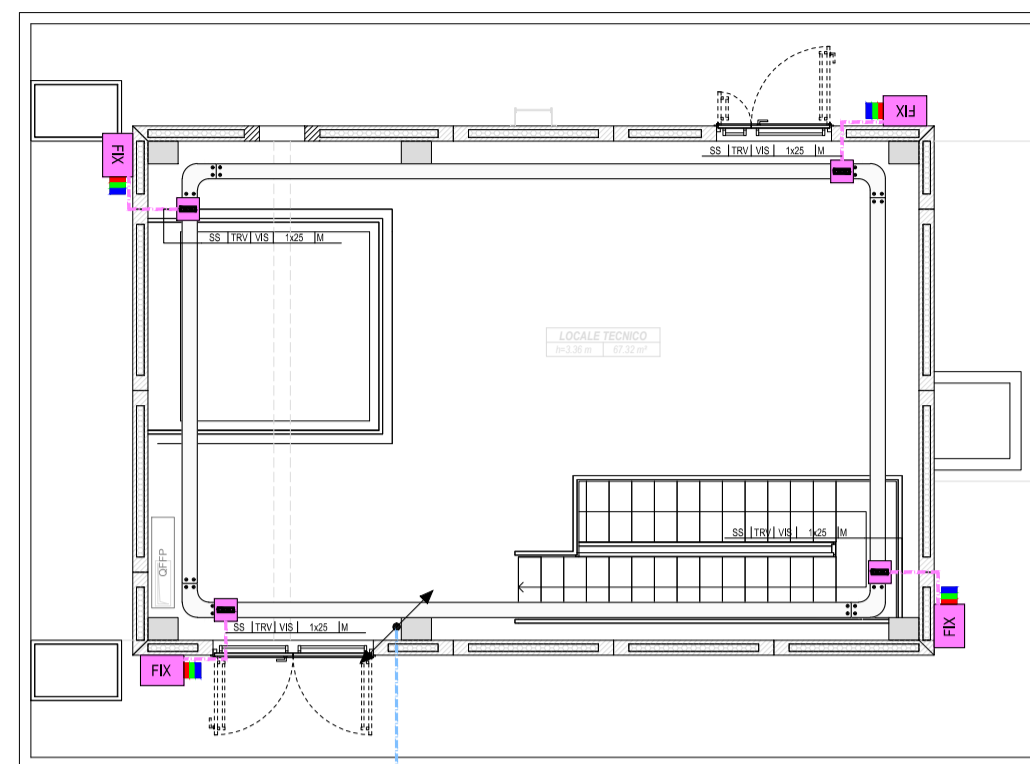 FIX
FIX
SS TRV VIS 1x25 M
SS TRV VIS 1x25 M
LOCALE TECNICO
h=3.36 m 67.32 m²
SS TRV VIS 1x25 M
QFFP
FIX
SS TRV VIS 1x25 M
FIX